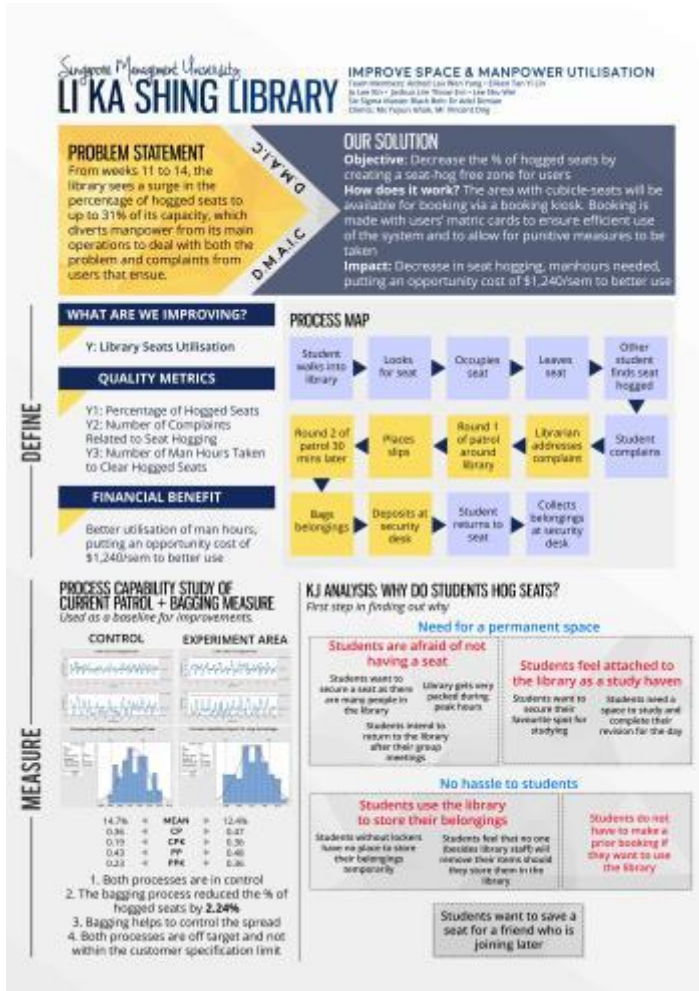 Singapore Management University
LI KA SHING LIBRARY
IMPROVE SPACE & MANPOWER UTILISATION
PROBLEM STATEMENT
From weeks 11 to 14, the
library sees a surge in the
percentage of hogged seats to
up to 31% of its capacity, which
diverts manpower from its main
operations to deal with both the
problem and complaints from
users that ensue.
D.M.A.I.C
D.M.A.I.C
OUR SOLUTION
Objective: Decrease the % of hogged seats by
creating a seat-hog free zone for users
How does it work? The area with cubicle-seats will be
available for booking via a booking kiosk. Booking is
made with users' matric cards to ensure efficient use
of the system and to allow for punitive measures to be
taken
Impact: Decrease in seat hogging, manhours needed,
putting an opportunity cost of $1,240/sem to better use
DEFINE
WHAT ARE WE IMPROVING?
Y: Library Seats Utilisation
QUALITY METRICS
Y1: Percentage of Hogged Seats
Y2: Number of Complaints
Related to Seat Hogging
Y3: Number of Man Hours Taken
to Clear Hogged Seats
FINANCIAL BENEFIT
Better utilisation of man hours,
putting an opportunity cost of
$1,240/sem to better use
PROCESS MAP
Student
walks into
library
Looks
for seat
Occupies
seat
Leaves
seat
Other
student
finds seat
hogged
Student
complains
Librarian
addresses
complaint
Round 1
of patrol
around
library
Places
slips
Round 2 of
patrol 30
mins later
Bags
belongings
Deposits at
security
desk
Student
returns to
seat
Collects
belongings
at security
desk
MEASURE
PROCESS CAPABILITY STUDY OF
CURRENT PATROL + BAGGING MEASURE
Used as a baseline for improvements.
CONTROL
EXPERIMENT AREA
14.7% MEAN 12.4%
0.36 CP 0.47
0.19 CPK 0.36
0.43 PP 0.48
0.23 PPK 0.36
1. Both processes are in control
2. The bagging process reduced the % of
hogged seats by 2.24%
3. Bagging helps to control the spread
4. Both processes are off target and not
within the customer specification limit
KJ ANALYSIS: WHY DO STUDENTS HOG SEATS?
First step in finding out why
Need for a permanent space
Students are afraid of not
having a seat
Students want to
secure a seat as there
are many people in
the library
Library gets very
packed during
peak hours
Students intend to
return to the library
after their group
meetings
Students feel attached to
the library as a study haven
Students want to
secure their
favourite spot for
studying
Students need a
space to study and
complete their
revision for the day
No hassle to students
Students use the library
to store their belongings
Students without lockers
have no place to store
their belongings
temporarily
Students feel that no one
(besides library staff) will
remove their items should
they store them in the
library
Students do not
have to make a
prior booking if
they want to use
the library
Students want to save a
seat for a friend who is
joining later